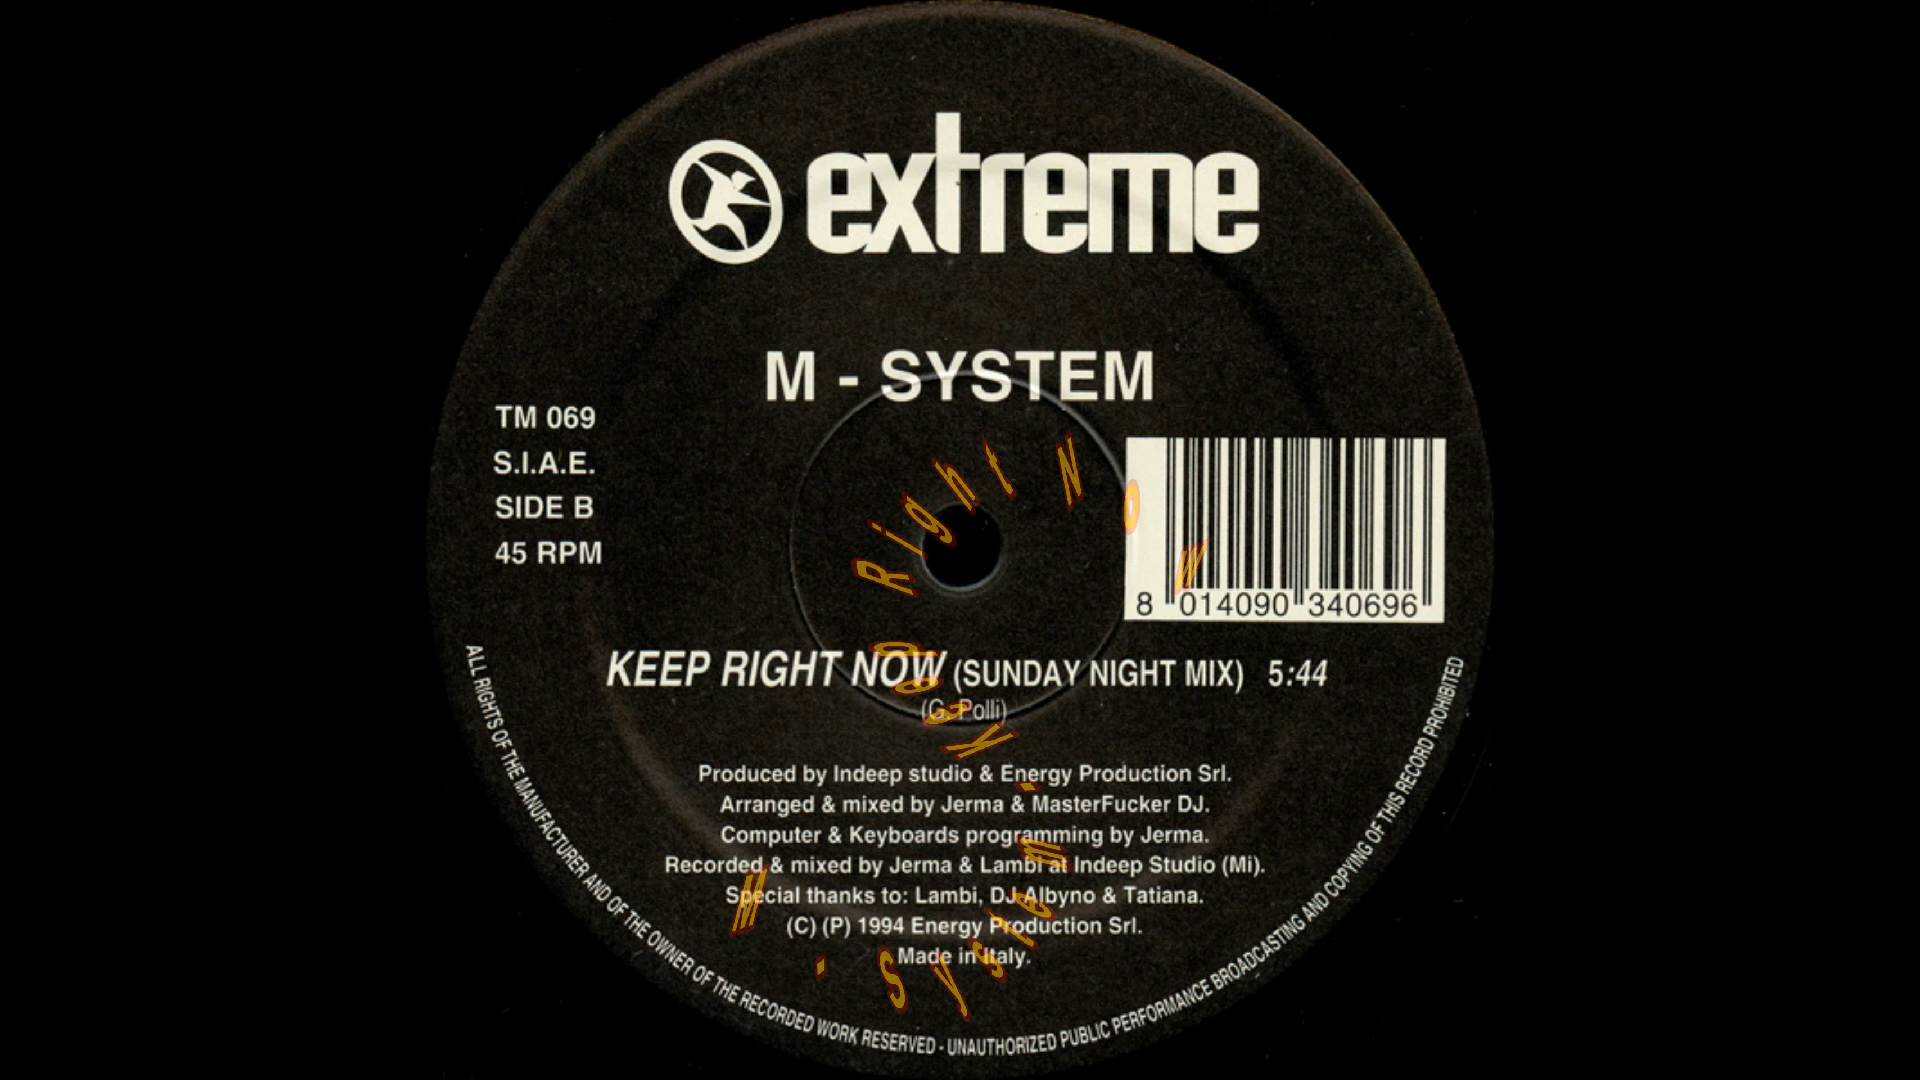 extreme
M - SYSTEM
TM 069
S.I.A.E.
SIDE B
45 RPM
8 014090 340696
KEEP RIGHT NOW (SUNDAY NIGHT MIX) 5:44
(G. Polli)
Produced by Indeep studio & Energy Production Srl.
Arranged & mixed by Jerma & MasterFucker DJ.
Computer & Keyboards programming by Jerma.
Recorded & mixed by Jerma & Lambi at Indeep Studio (Mi).
Special thanks to: Lambi, DJ Albyno & Tatiana.
(C) (P) 1994 Energy Production Srl.
Made in Italy.
ALL RIGHTS OF THE MANUFACTURER AND OF THE OWNER OF THE RECORDED WORK RESERVED - UNAUTHORIZED PUBLIC PERFORMANCE BROADCASTING AND COPYING OF THIS RECORD PROHIBITED
M - System - Keep Right Now